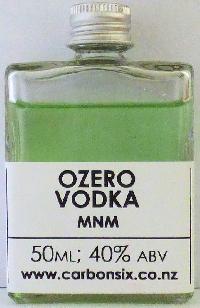 OZERO
VODKA
MNM
50ML; 40% ABV
www.carbonsix.co.nz